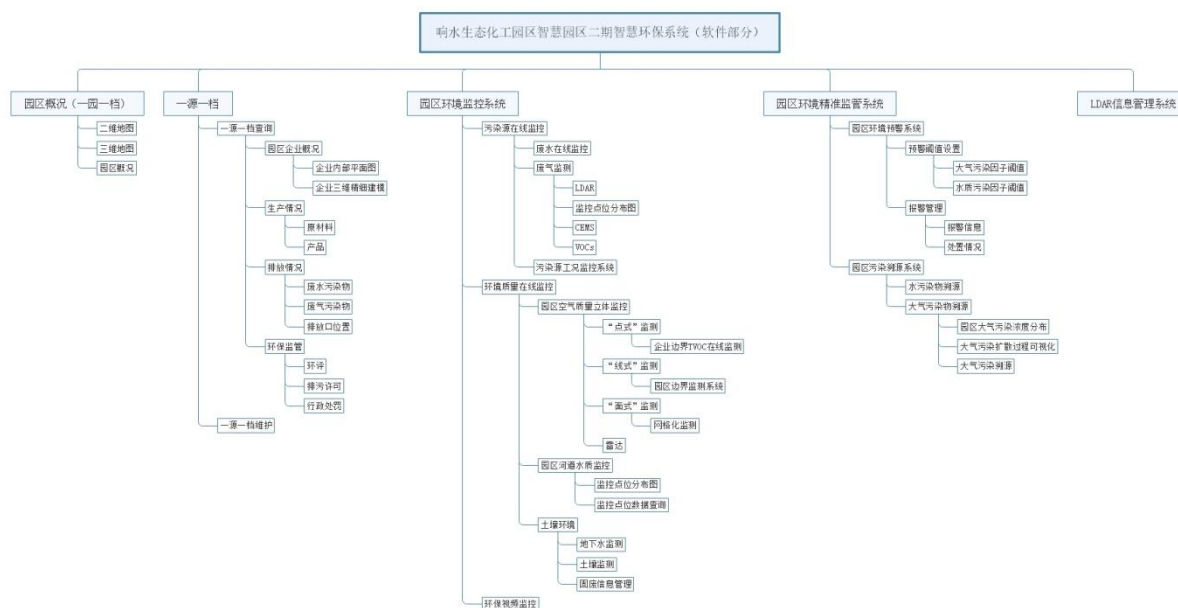 响水生态化工园区智慧园区二期智慧环保系统（软件部分）
园区概况（一园一档）
二维地图
三维地图
园区概况
一源一档
一源一档查询
园区企业概况
企业内部平面图
企业三维精细建模
生产情况
原材料
产品
排放情况
废水污染物
废气污染物
排放口位置
环保监管
环评
排污许可
行政处罚
一源一档维护
园区环境监控系统
污染源在线监控
废水在线监控
废气监测
LDAR
监控点位分布图
CEMS
VOCs
污染源工况监控系统
环境质量在线监控
园区空气质量立体监控
“点式”监测
企业边界TVOC在线监测
“线式”监测
园区边界监测系统
“面式”监测
网格化监测
雷达
园区河道水质监控
监控点位分布图
监控点位数据查询
土壤环境
地下水监测
土壤监测
固废信息管理
环保视频监控
园区环境精准监管系统
园区环境预警系统
预警阈值设置
大气污染因子阈值
水质污染因子阈值
报警管理
报警信息
处置情况
园区污染溯源系统
水污染物溯源
大气污染物溯源
园区大气污染浓度分布
大气污染扩散过程可视化
大气污染溯源
LDAR信息管理系统